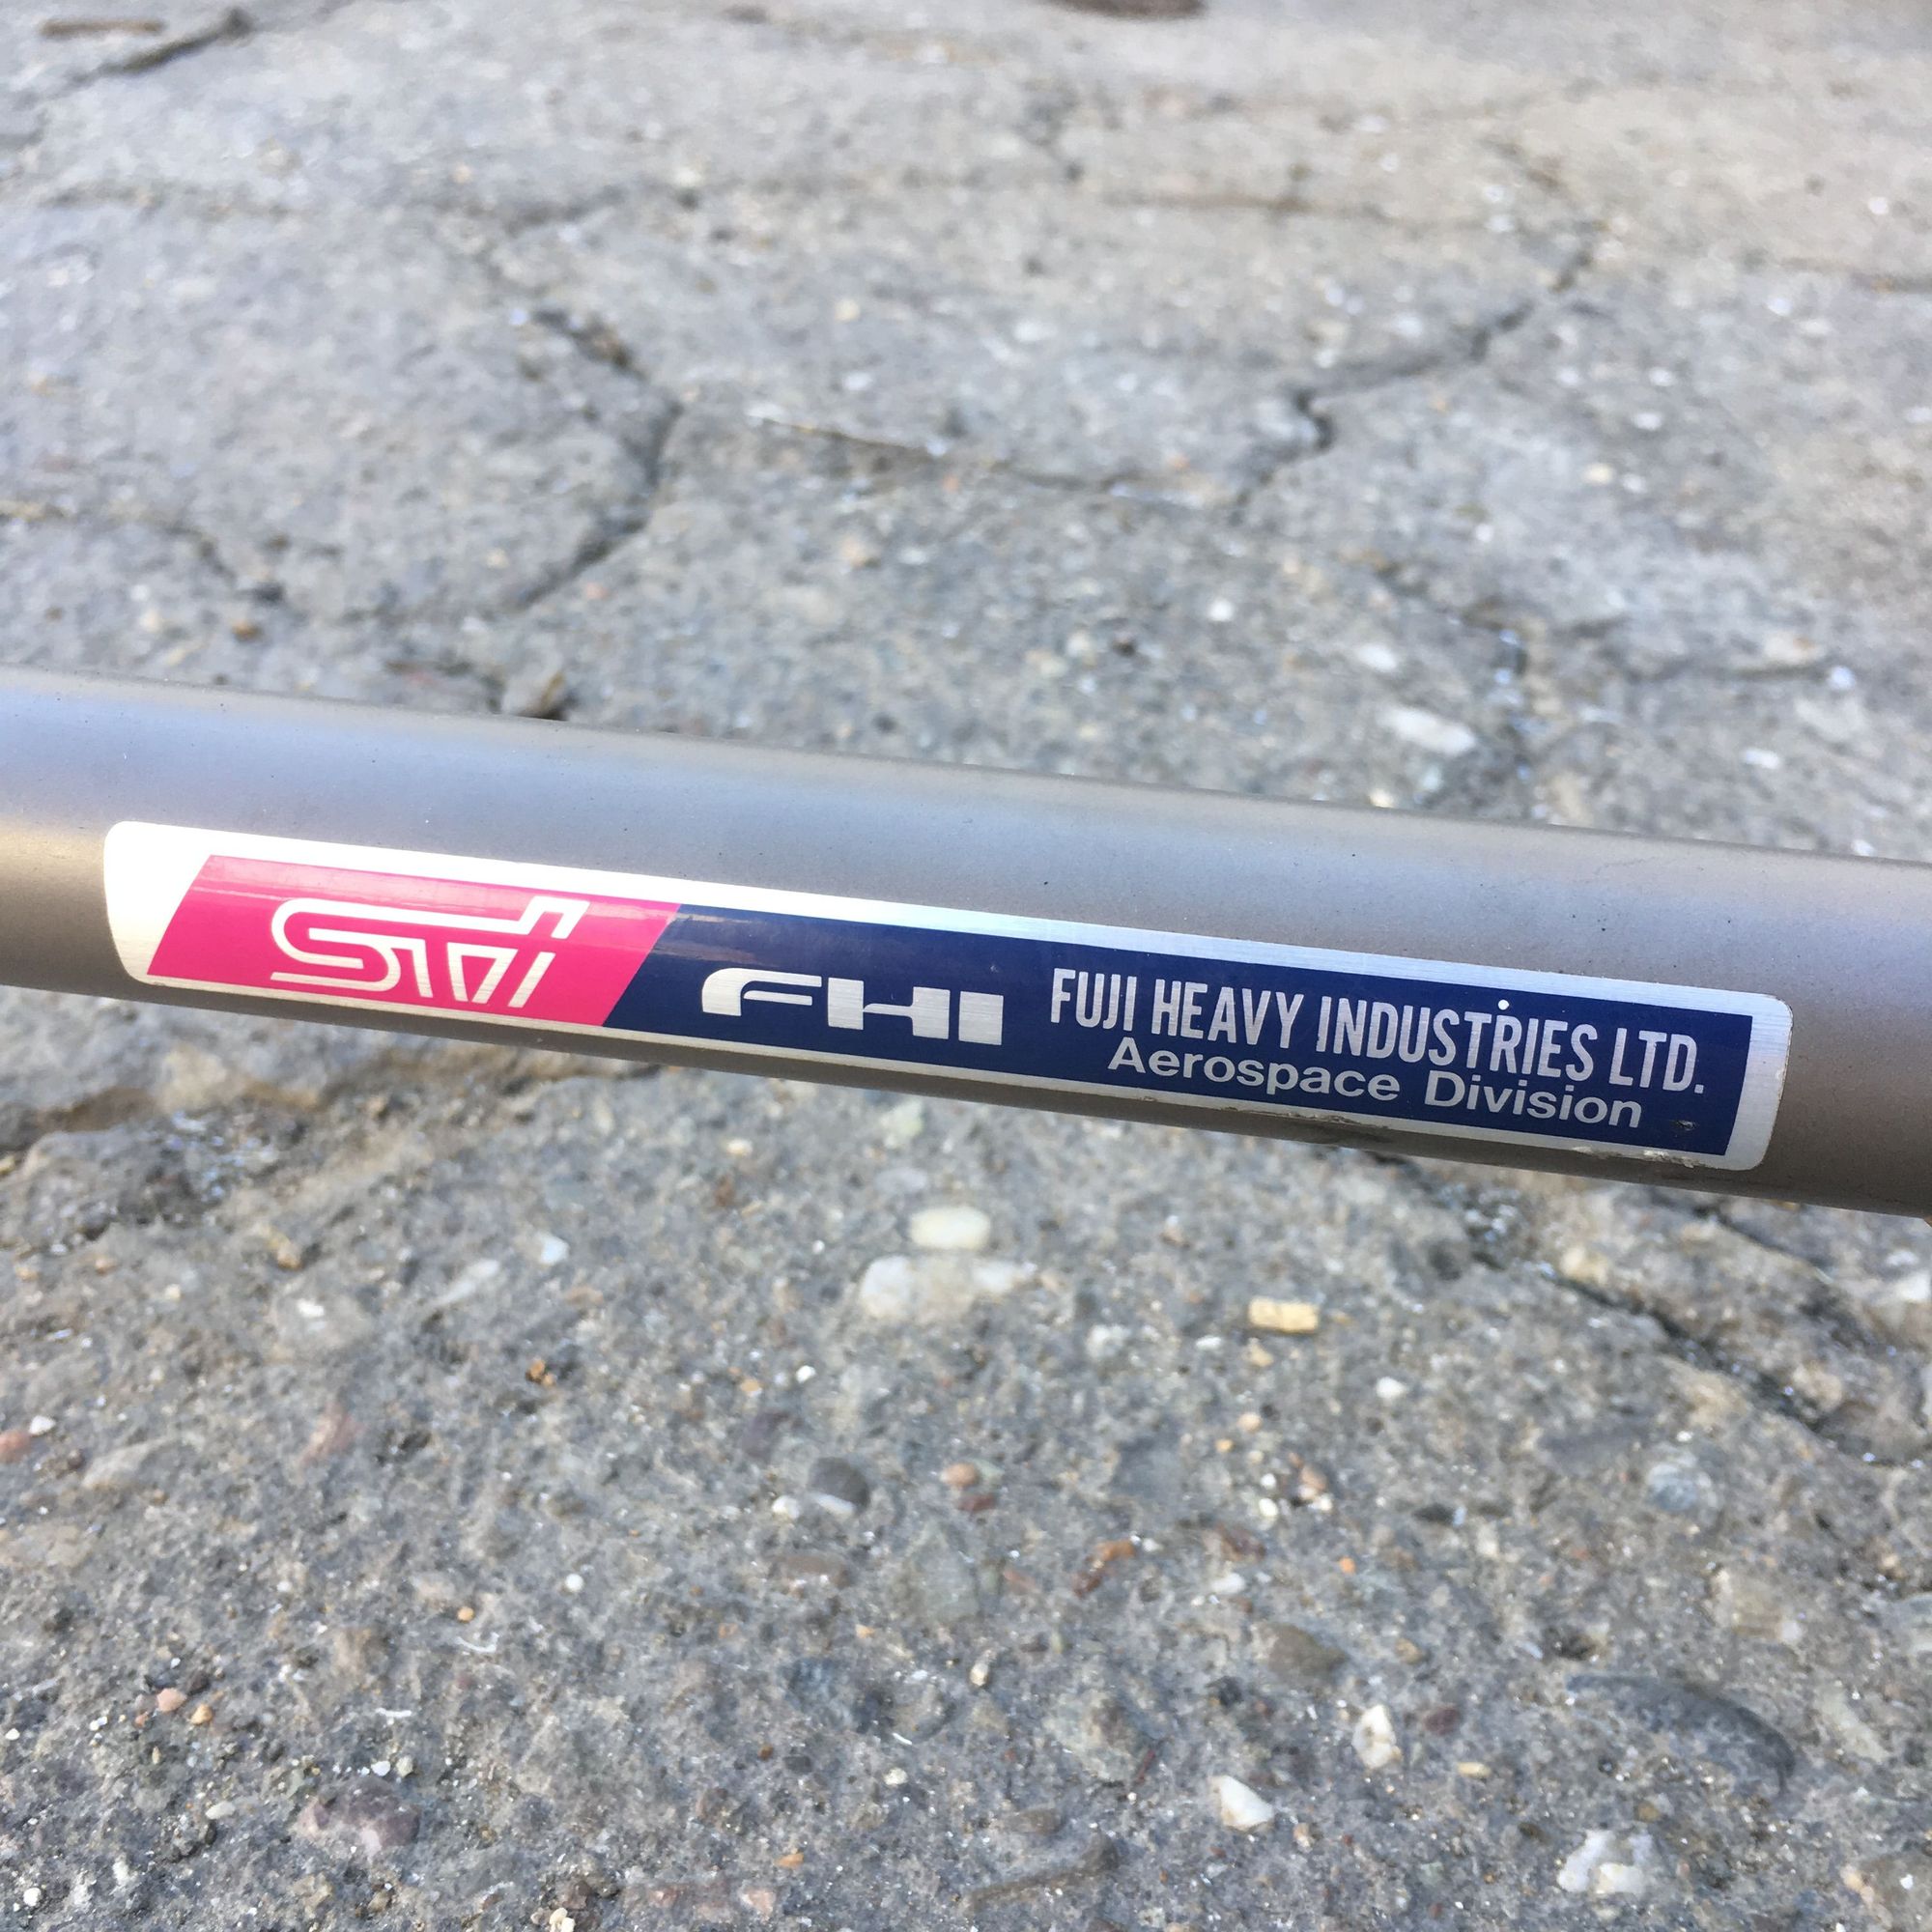 STi FHI FUJI HEAVY INDUSTRIES LTD.
Aerospace Division